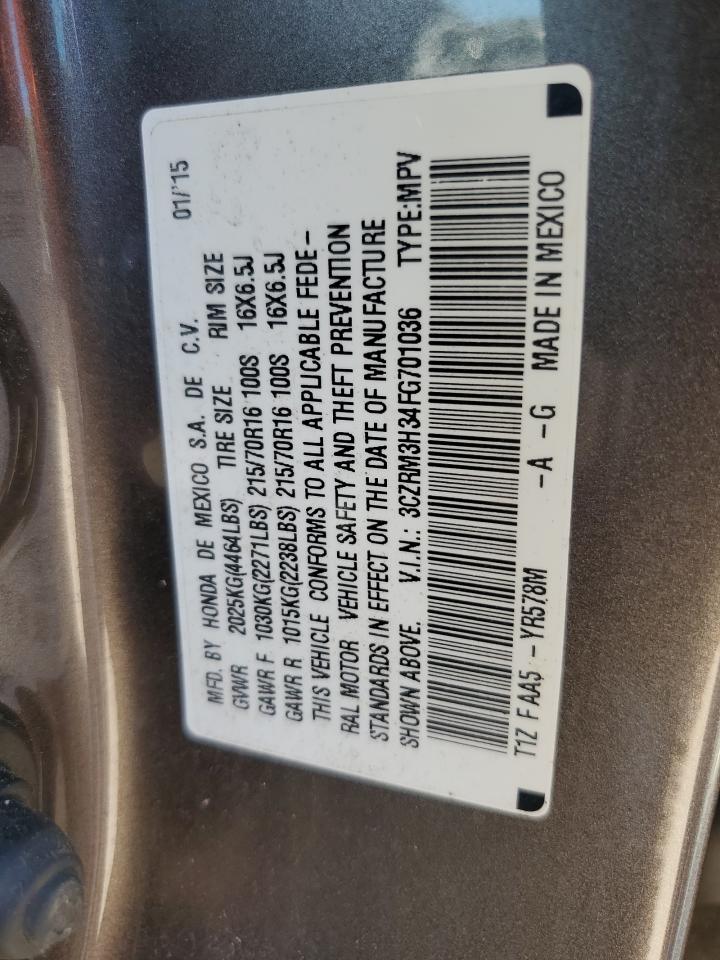 MFD. BY HONDA DE MEXICO S.A. DE C.V. 01/'15
GVWR 2025KG(4464LBS) TIRE SIZE RIM SIZE
GAWR F 1030KG(2271LBS) 215/70R16 100S 16X6.5J
GAWR R 1015KG(2238LBS) 215/70R16 100S 16X6.5J
THIS VEHICLE CONFORMS TO ALL APPLICABLE FEDE-
RAL MOTOR VEHICLE SAFETY AND THEFT PREVENTION
STANDARDS IN EFFECT ON THE DATE OF MANUFACTURE
SHOWN ABOVE. V.I.N.: 3CZRM3H34FG701036 TYPE:MPV
T1Z F AA5 -YR578M -A -G MADE IN MEXICO